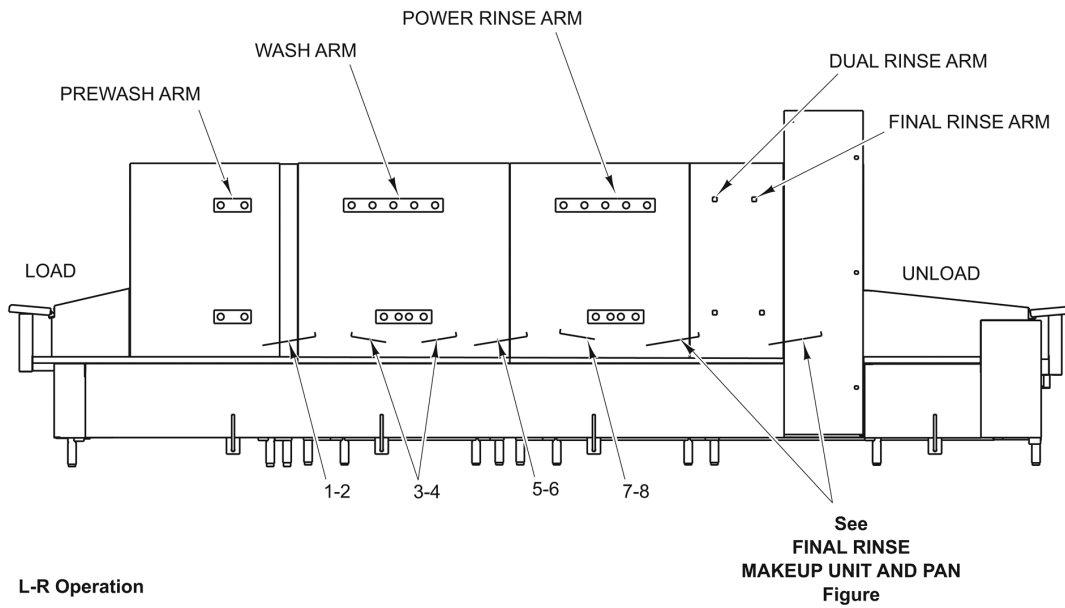 POWER RINSE ARM
WASH ARM
DUAL RINSE ARM
PREWASH ARM
FINAL RINSE ARM
LOAD
UNLOAD
1-2
3-4
5-6
7-8
See
FINAL RINSE
MAKEUP UNIT AND PAN
Figure
L-R Operation